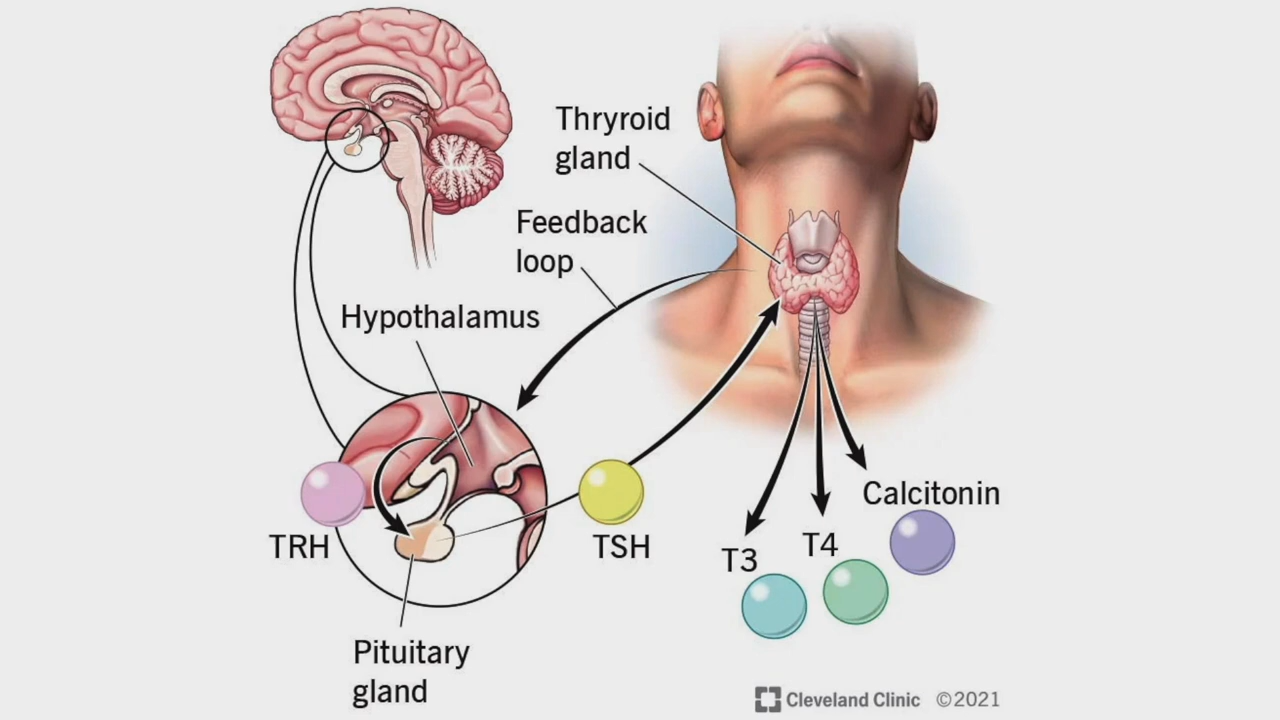 Thryroid
gland
Feedback
loop
Hypothalamus
TRH
TSH
Calcitonin
T3
T4
Pituitary
gland
Cleveland Clinic ©2021